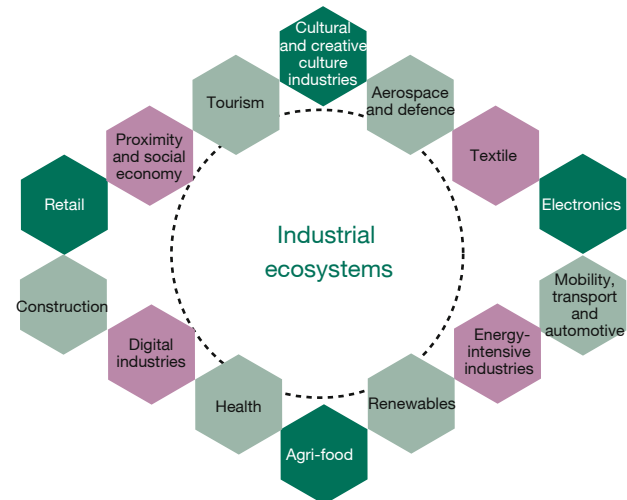 Cultural
and creative
culture
industries
Aerospace
and defence
Textile
Electronics
Mobility,
transport
and
automotive
Energy-
intensive
industries
Renewables
Agri-food
Health
Digital
industries
Construction
Retail
Proximity
and social
economy
Tourism
Industrial
ecosystems